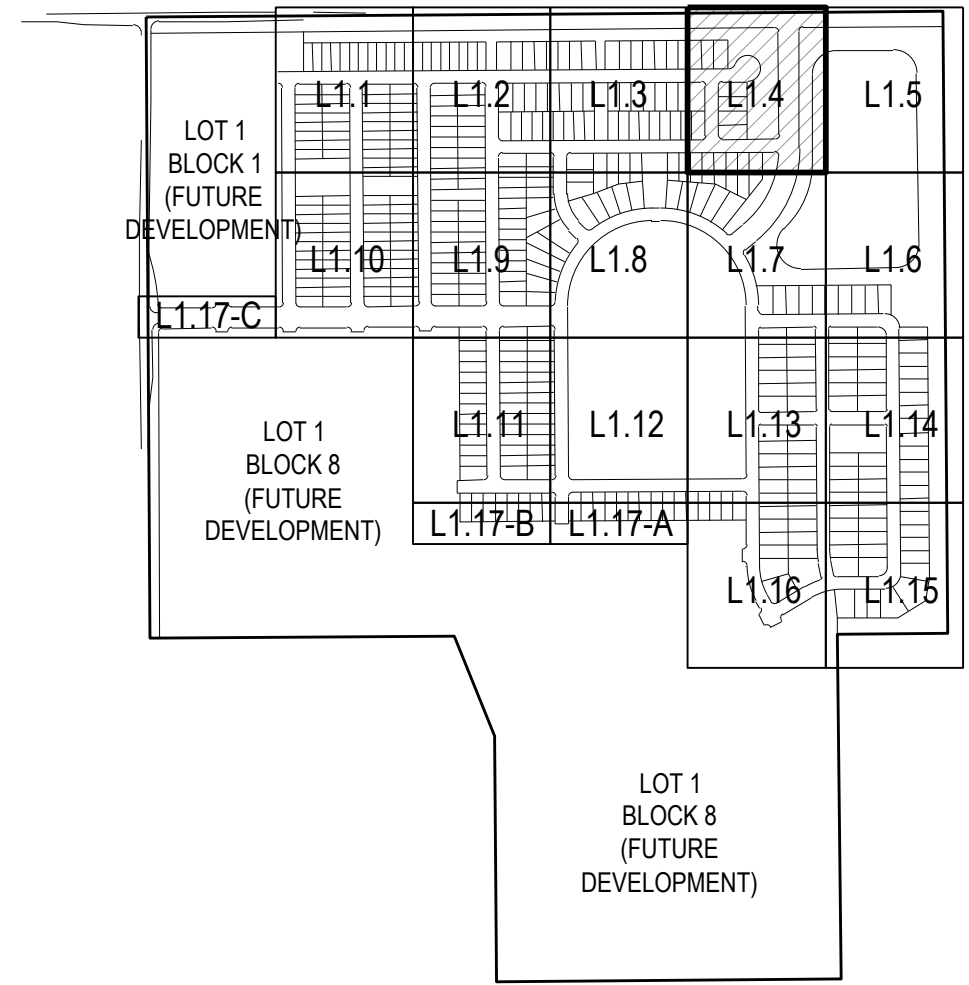 L1.1
L1.2
L1.3
L1.4
L1.5
LOT 1
BLOCK 1
(FUTURE
DEVELOPMENT)
L1.10
L1.9
L1.8
L1.7
L1.6
L1.17-C
LOT 1
BLOCK 8
(FUTURE
DEVELOPMENT)
L1.11
L1.12
L1.13
L1.14
L1.17-B
L1.17-A
L1.16
L1.15
LOT 1
BLOCK 8
(FUTURE
DEVELOPMENT)